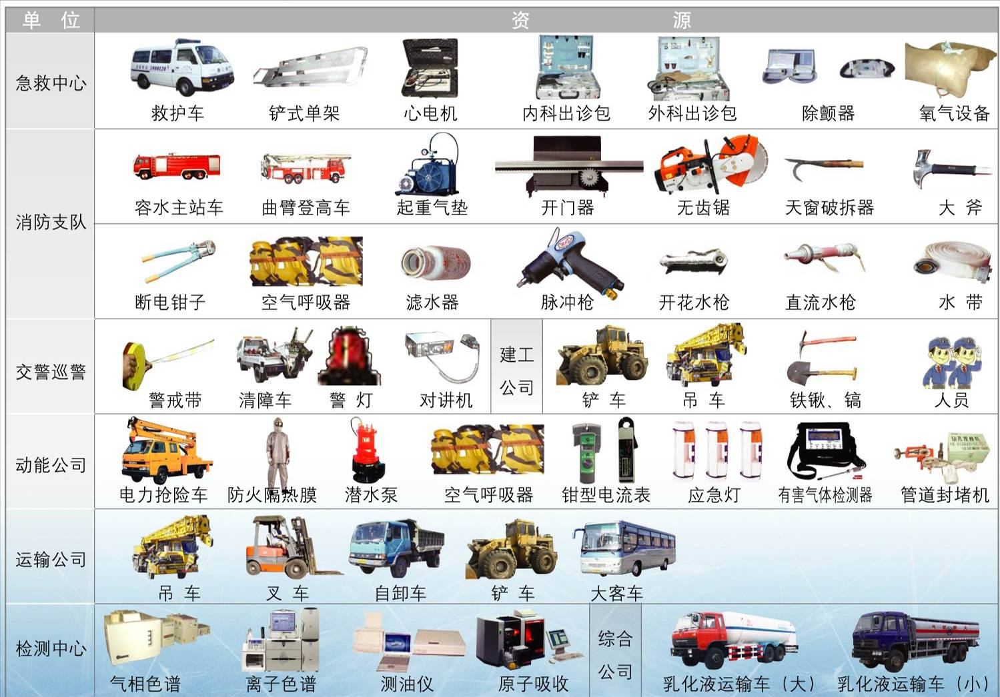 单 位 资 源
急救中心
救护车 铲式单架 心电机 内科出诊包 外科出诊包 除颤器 氧气设备
消防支队
容水主站车 曲臂登高车 起重气垫 开门器 无齿锯 天窗破拆器 大 斧
断电钳子 空气呼吸器 滤水器 脉冲枪 开花水枪 直流水枪 水 带
交警巡警
警戒带 清障车 警 灯 对讲机
建工
公司
铲 车 吊 车 铁锹、镐 人员
动能公司
电力抢险车 防火隔热膜 潜水泵 空气呼吸器 钳型电流表 应急灯 有害气体检测器 管道封堵机
运输公司
吊 车 叉 车 自卸车 铲 车 大客车
检测中心
气相色谱 离子色谱 测油仪 原子吸收
综合
公司
乳化液运输车（大） 乳化液运输车（小）